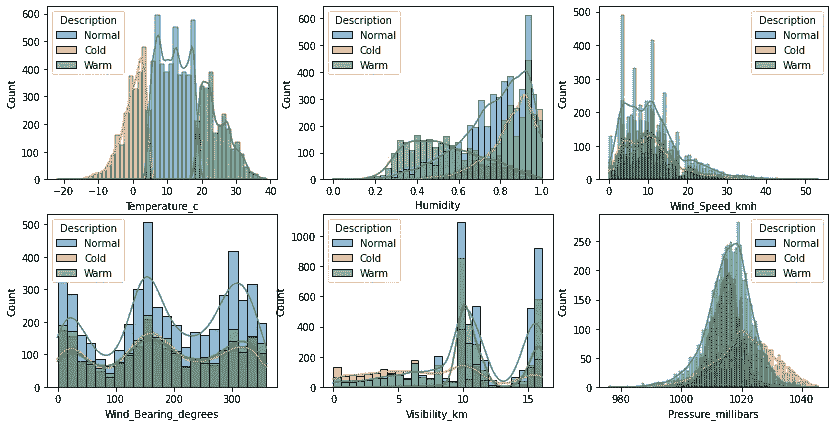 Description
Normal
Cold
Warm
Count
600
500
400
300
200
100
0
-20 -10 0 10 20 30 40
Temperature_c
Description
Normal
Cold
Warm
Count
600
500
400
300
200
100
0
0.0 0.2 0.4 0.6 0.8 1.0
Humidity
Description
Normal
Cold
Warm
Count
500
400
300
200
100
0
0 10 20 30 40 50
Wind_Speed_kmh
Description
Normal
Cold
Warm
Count
500
400
300
200
100
0
0 100 200 300
Wind_Bearing_degrees
Description
Normal
Cold
Warm
Count
1000
800
600
400
200
0
0 5 10 15
Visibility_km
Description
Normal
Cold
Warm
Count
250
200
150
100
50
0
980 1000 1020 1040
Pressure_millibars